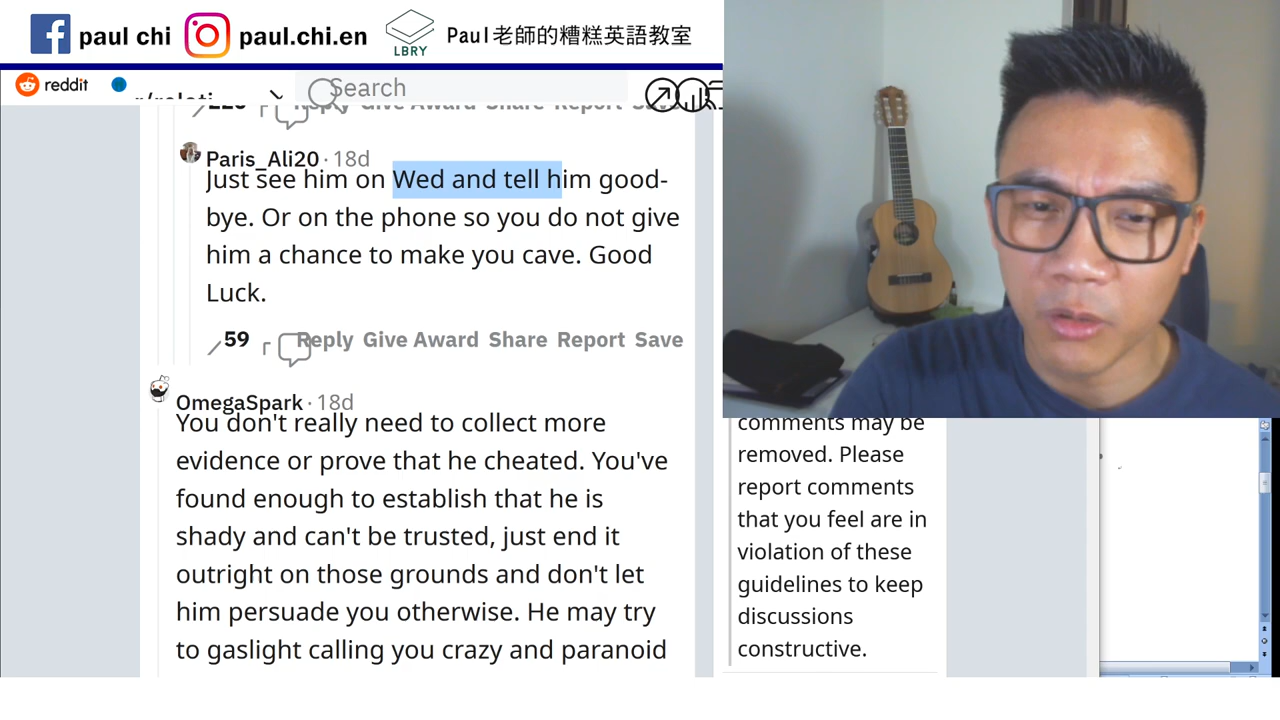 paul chi
paul.chi.en
LBRY
Paul老師的糟糕英語教室
reddit
Search
Reply Give Award Share Report Save
Paris_Ali20 · 18d
Just see him on Wed and tell him good-
bye. Or on the phone so you do not give
him a chance to make you cave. Good
Luck.
59 Reply Give Award Share Report Save
OmegaSpark · 18d
You don't really need to collect more
evidence or prove that he cheated. You've
found enough to establish that he is
shady and can't be trusted, just end it
outright on those grounds and don't let
him persuade you otherwise. He may try
to gaslight calling you crazy and paranoid
comments may be
removed. Please
report comments
that you feel are in
violation of these
guidelines to keep
discussions
constructive.